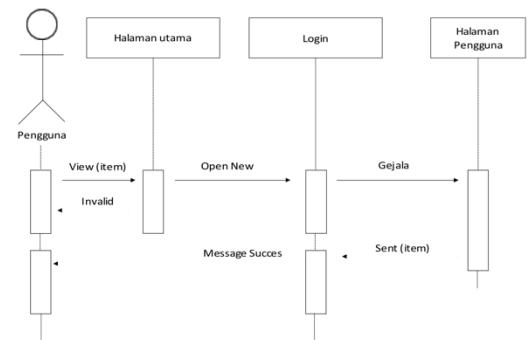 Halaman utama
Login
Halaman
Pengguna
Pengguna
View (item)
Open New
Gejala
Invalid
Message Succes
Sent (item)